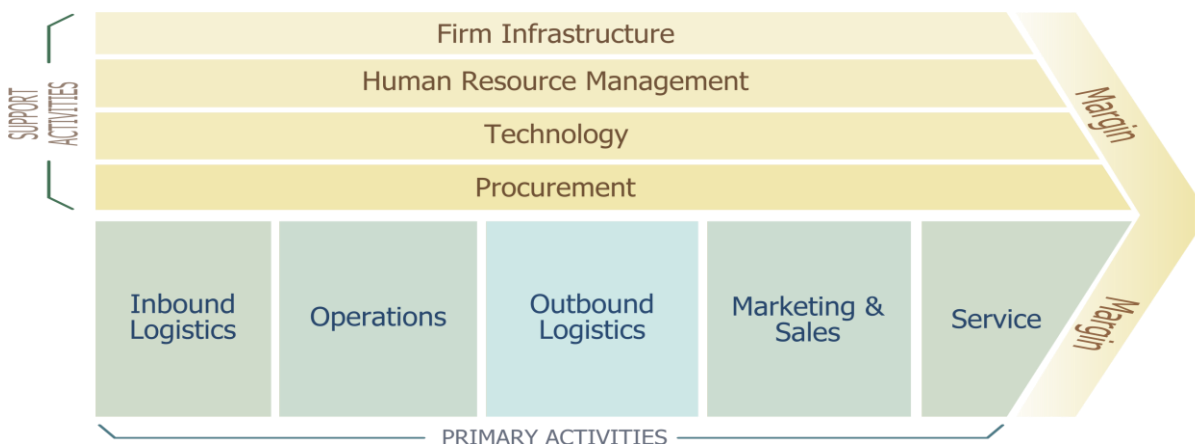 SUPPORT
ACTIVITIES
Firm Infrastructure
Human Resource Management
Technology
Procurement
Margin
Inbound
Logistics
Operations
Outbound
Logistics
Marketing &
Sales
Service
Margin
PRIMARY ACTIVITIES